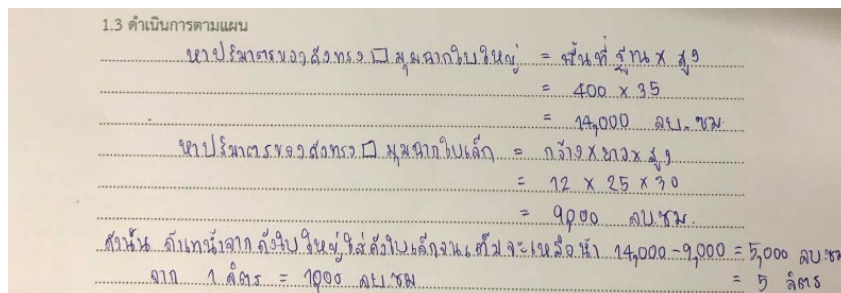 1.3 ดำเนินการตามแผน
หาปริมาตรของถังทรง □ มุมฉากใบใหญ่ = พื้นที่ ฐาน x สูง
= 400 x 35
= 14,000 ลบ. ซม.
หาปริมาตรของถังทรง □ มุมฉากใบเล็ก = กว้าง x ยาว x สูง
= 12 x 25 x 30
= 9,000 ลบ.ซม.
ดังนั้น ถ้าเทน้ำจากถังใบใหญ่ใส่ถังใบเล็กจนเต็มจะเหลือน้ำ 14,000 - 9,000 = 5,000 ลบ.ซม
จาก 1 ลิตร = 1000 ลบ.ซม = 5 ลิตร